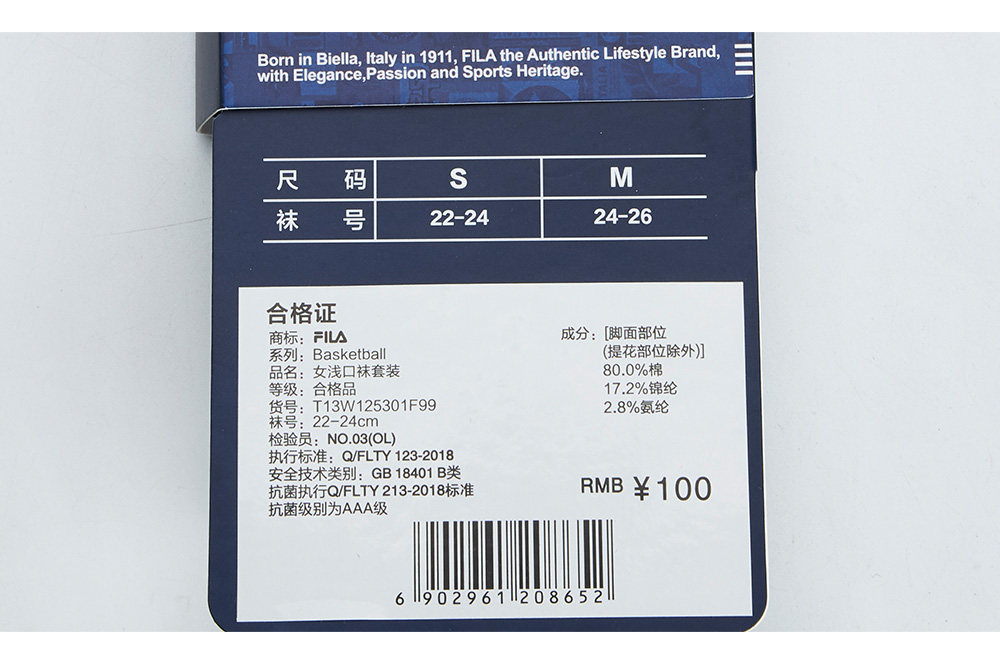 Born in Biella, Italy in 1911, FILA the Authentic Lifestyle Brand,
with Elegance,Passion and Sports Heritage.
尺 码 S M
袜 号 22-24 24-26
合格证
商标：FILA
系列：Basketball
品名：女浅口袜套装
等级：合格品
货号：T13W125301F99
袜号：22-24cm
检验员：NO.03(OL)
执行标准：Q/FLTY 123-2018
安全技术类别：GB 18401 B类
抗菌执行Q/FLTY 213-2018标准
抗菌级别为AAA级
成分：[脚面部位
(提花部位除外)]
80.0%棉
17.2%锦纶
2.8%氨纶
RMB ¥100
6 902961 208652